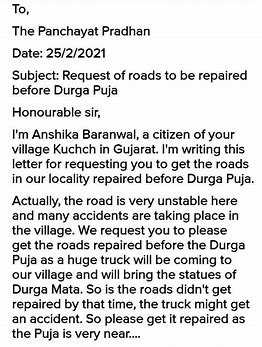 To,
The Panchayat Pradhan
Date: 25/2/2021
Subject: Request of roads to be repaired
before Durga Puja
Honourable sir,
I'm Anshika Baranwal, a citizen of your
village Kuchch in Gujarat. I'm writing this
letter for requesting you to get the roads
in our locality repaired before Durga Puja.
Actually, the road is very unstable here
and many accidents are taking place in
the village. We request you to please
get the roads repaired before the Durga
Puja as a huge truck will be coming to
our village and will bring the statues of
Durga Mata. So is the roads didn't get
repaired by that time, the truck might get
an accident. So please get it repaired as
the Puja is very near....